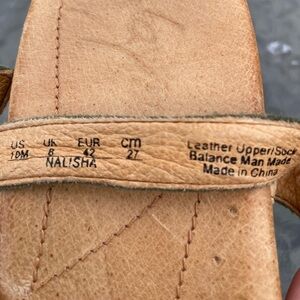 US UK EUR cm
10M 8 42 27
NALISHA
Leather Upper/Sock
Balance Man Made
Made in China